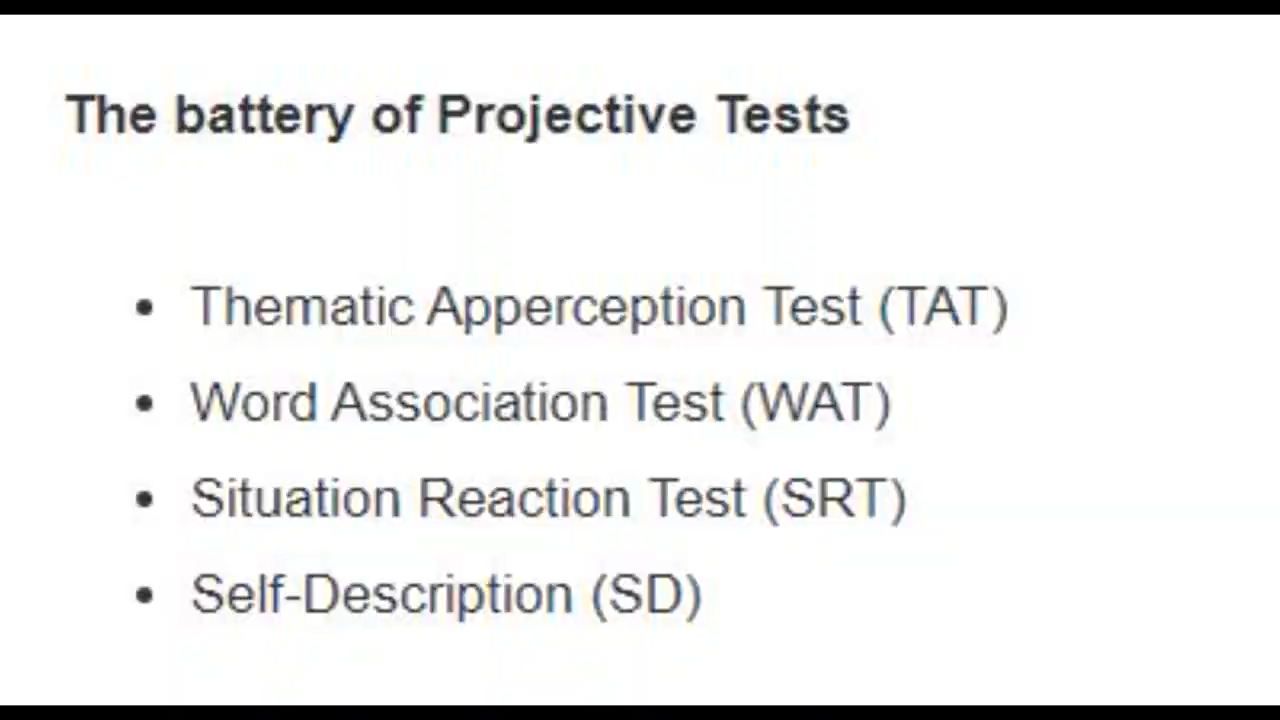 The battery of Projective Tests
• Thematic Apperception Test (TAT)
• Word Association Test (WAT)
• Situation Reaction Test (SRT)
• Self-Description (SD)